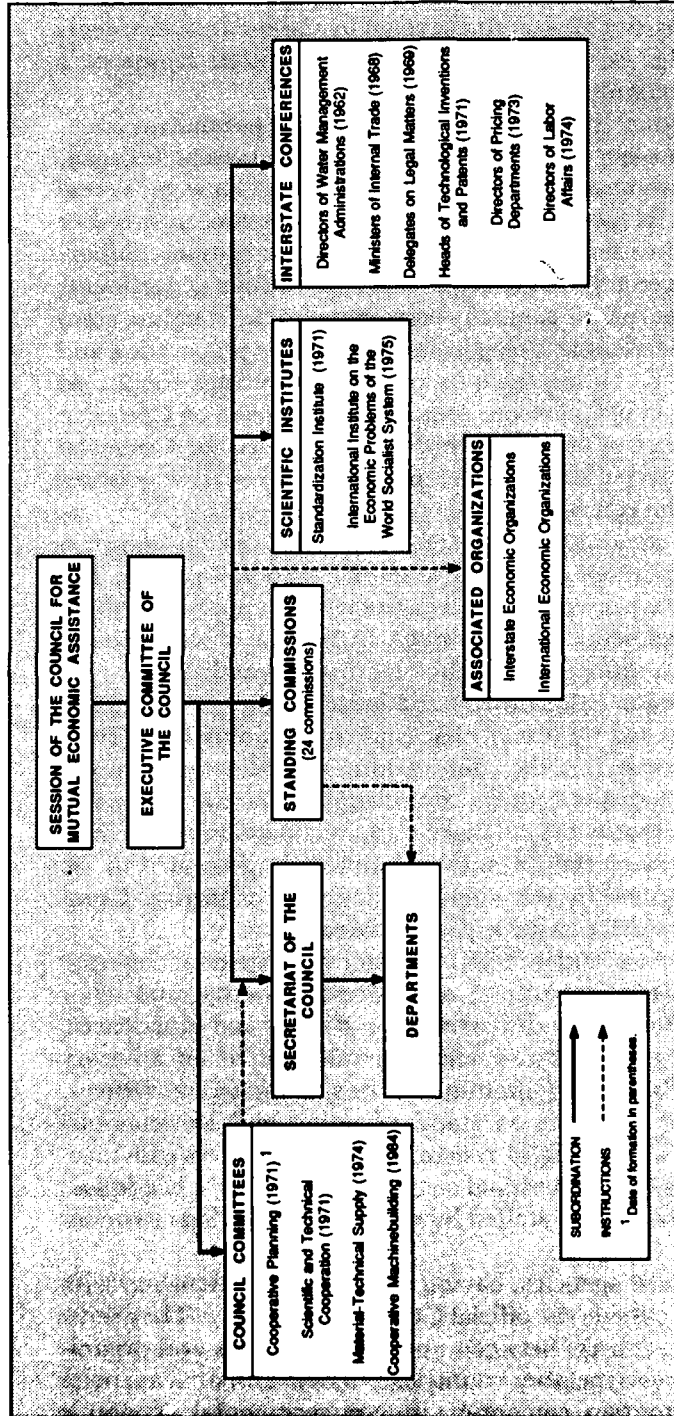 SESSION OF THE COUNCIL FOR
MUTUAL ECONOMIC ASSISTANCE
EXECUTIVE COMMITTEE OF
THE COUNCIL
COUNCIL COMMITTEES
Cooperative Planning (1971) 1
Scientific and Technical
Cooperation (1971)
Material-Technical Supply (1974)
Cooperative Machinebuilding (1984)
SECRETARIAT OF THE
COUNCIL
STANDING COMMISSIONS
(24 commissions)
SCIENTIFIC INSTITUTES
Standardization Institute (1971)
International Institute on the
Economic Problems of the
World Socialist System (1975)
INTERSTATE CONFERENCES
Directors of Water Management
Administrations (1962)
Ministers of Internal Trade (1968)
Delegates on Legal Matters (1969)
Heads of Technological Inventions
and Patents (1971)
Directors of Pricing
Departments (1973)
Directors of Labor
Affairs (1974)
DEPARTMENTS
ASSOCIATED ORGANIZATIONS
Interstate Economic Organizations
International Economic Organizations
SUBORDINATION
INSTRUCTIONS
1 Date of formation in parentheses.